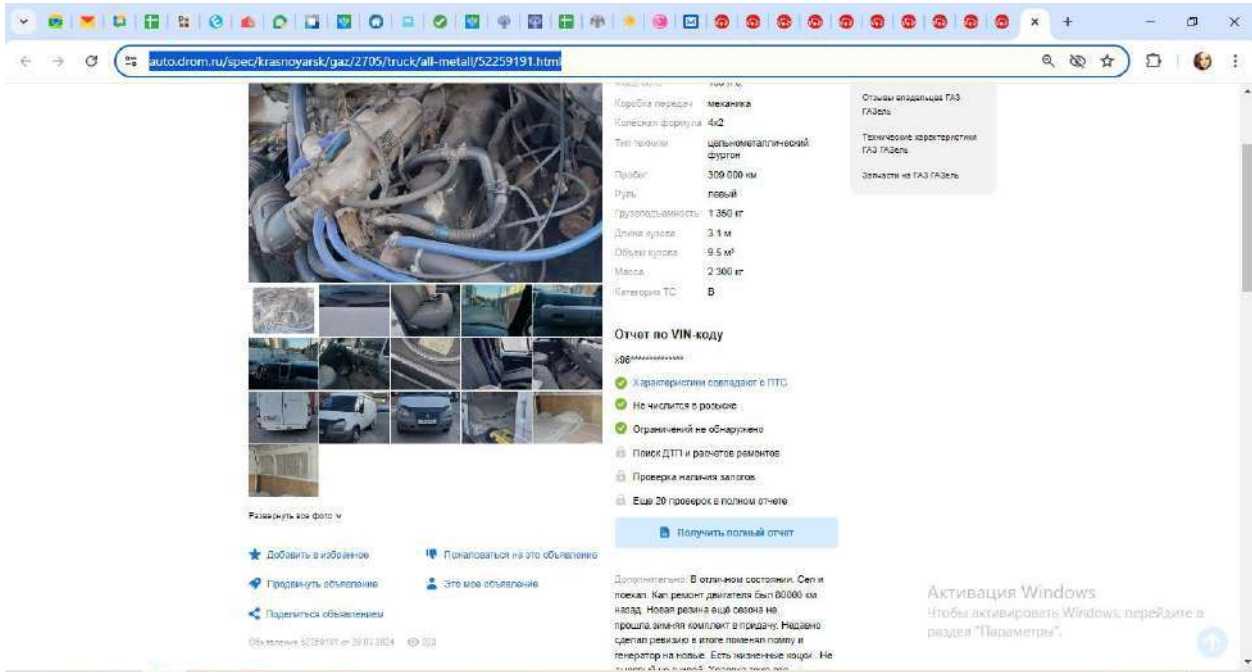 auto.drom.ru/spec/krasnoyarsk/gaz/2705/truck/all-metall/52259191.html
Коробка передач механика
Колёсная формула 4x2
Тип техники цельнометаллический
фургон
Пробег 309 000 км
Руль левый
Грузоподъемность 1 350 кг
Длина кузова 3.1 м
Объем кузова 9.5 м³
Масса 2 300 кг
Категория ТС B
Отзывы владельцев ГАЗ
ГАЗель
Технические характеристики
ГАЗ ГАЗель
Запчасти на ГАЗ ГАЗель
Отчет по VIN-коду
x96**************
Характеристики совпадают с ПТС
Не числится в розыске
Ограничений не обнаружено
Поиск ДТП и расчетов ремонтов
Проверка наличия залогов
Еще 20 проверок в полном отчете
Получить полный отчет
Развернуть все фото
Добавить в избранное
Пожаловаться на это объявление
Продвинуть объявление
Это мое объявление
Поделиться объявлением
Объявление 52259191 от
Дополнительно: В отличном состоянии. Сел и
поехал. Кап ремонт двигателя был 80000 км
назад. Новая резина ещё сезона не
прошла,зимняя комплект в придачу. Недавно
сделал ревизию в итоге поменял помпу и
генератор на новые. Есть жизненные косяки . Не
Активация Windows
Чтобы активировать Windows, перейдите в
раздел "Параметры".